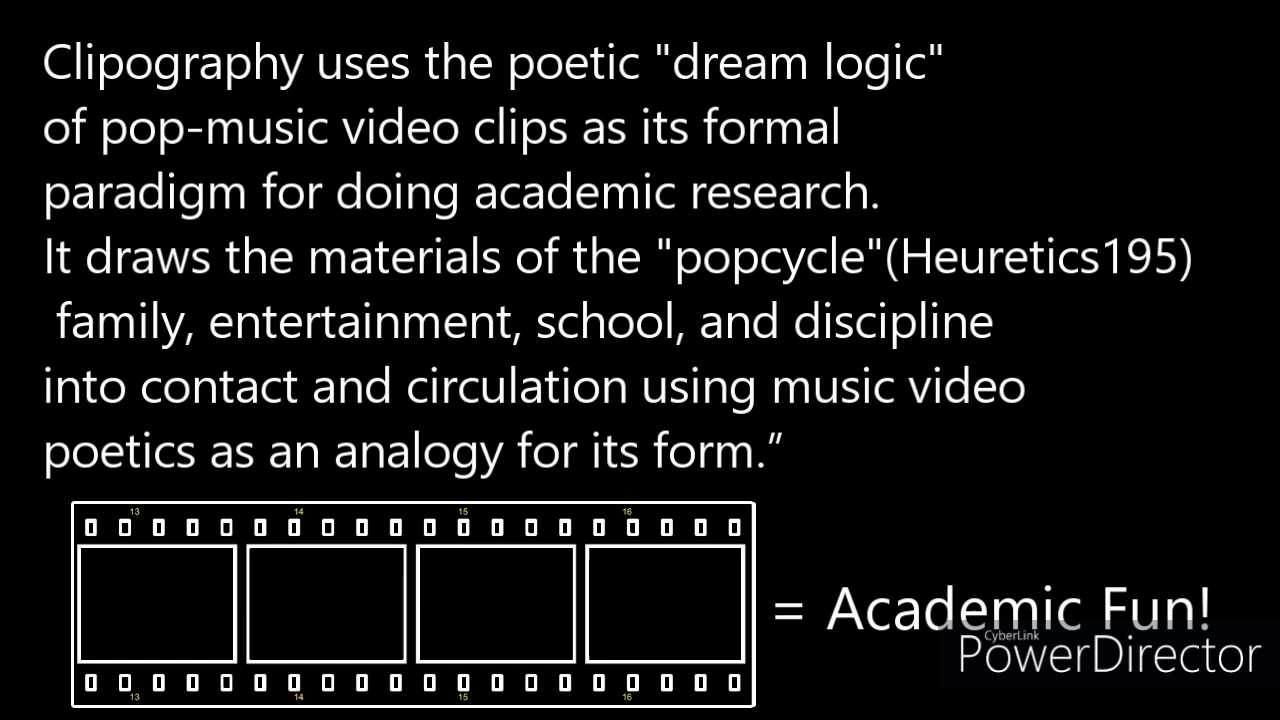 Clipography uses the poetic "dream logic"
of pop-music video clips as its formal
paradigm for doing academic research.
It draws the materials of the "popcycle"(Heuretics195)
family, entertainment, school, and discipline
into contact and circulation using music video
poetics as an analogy for its form.”
13 14 15 16
= Academic Fun!
CyberLink
PowerDirector
13 14 15 16